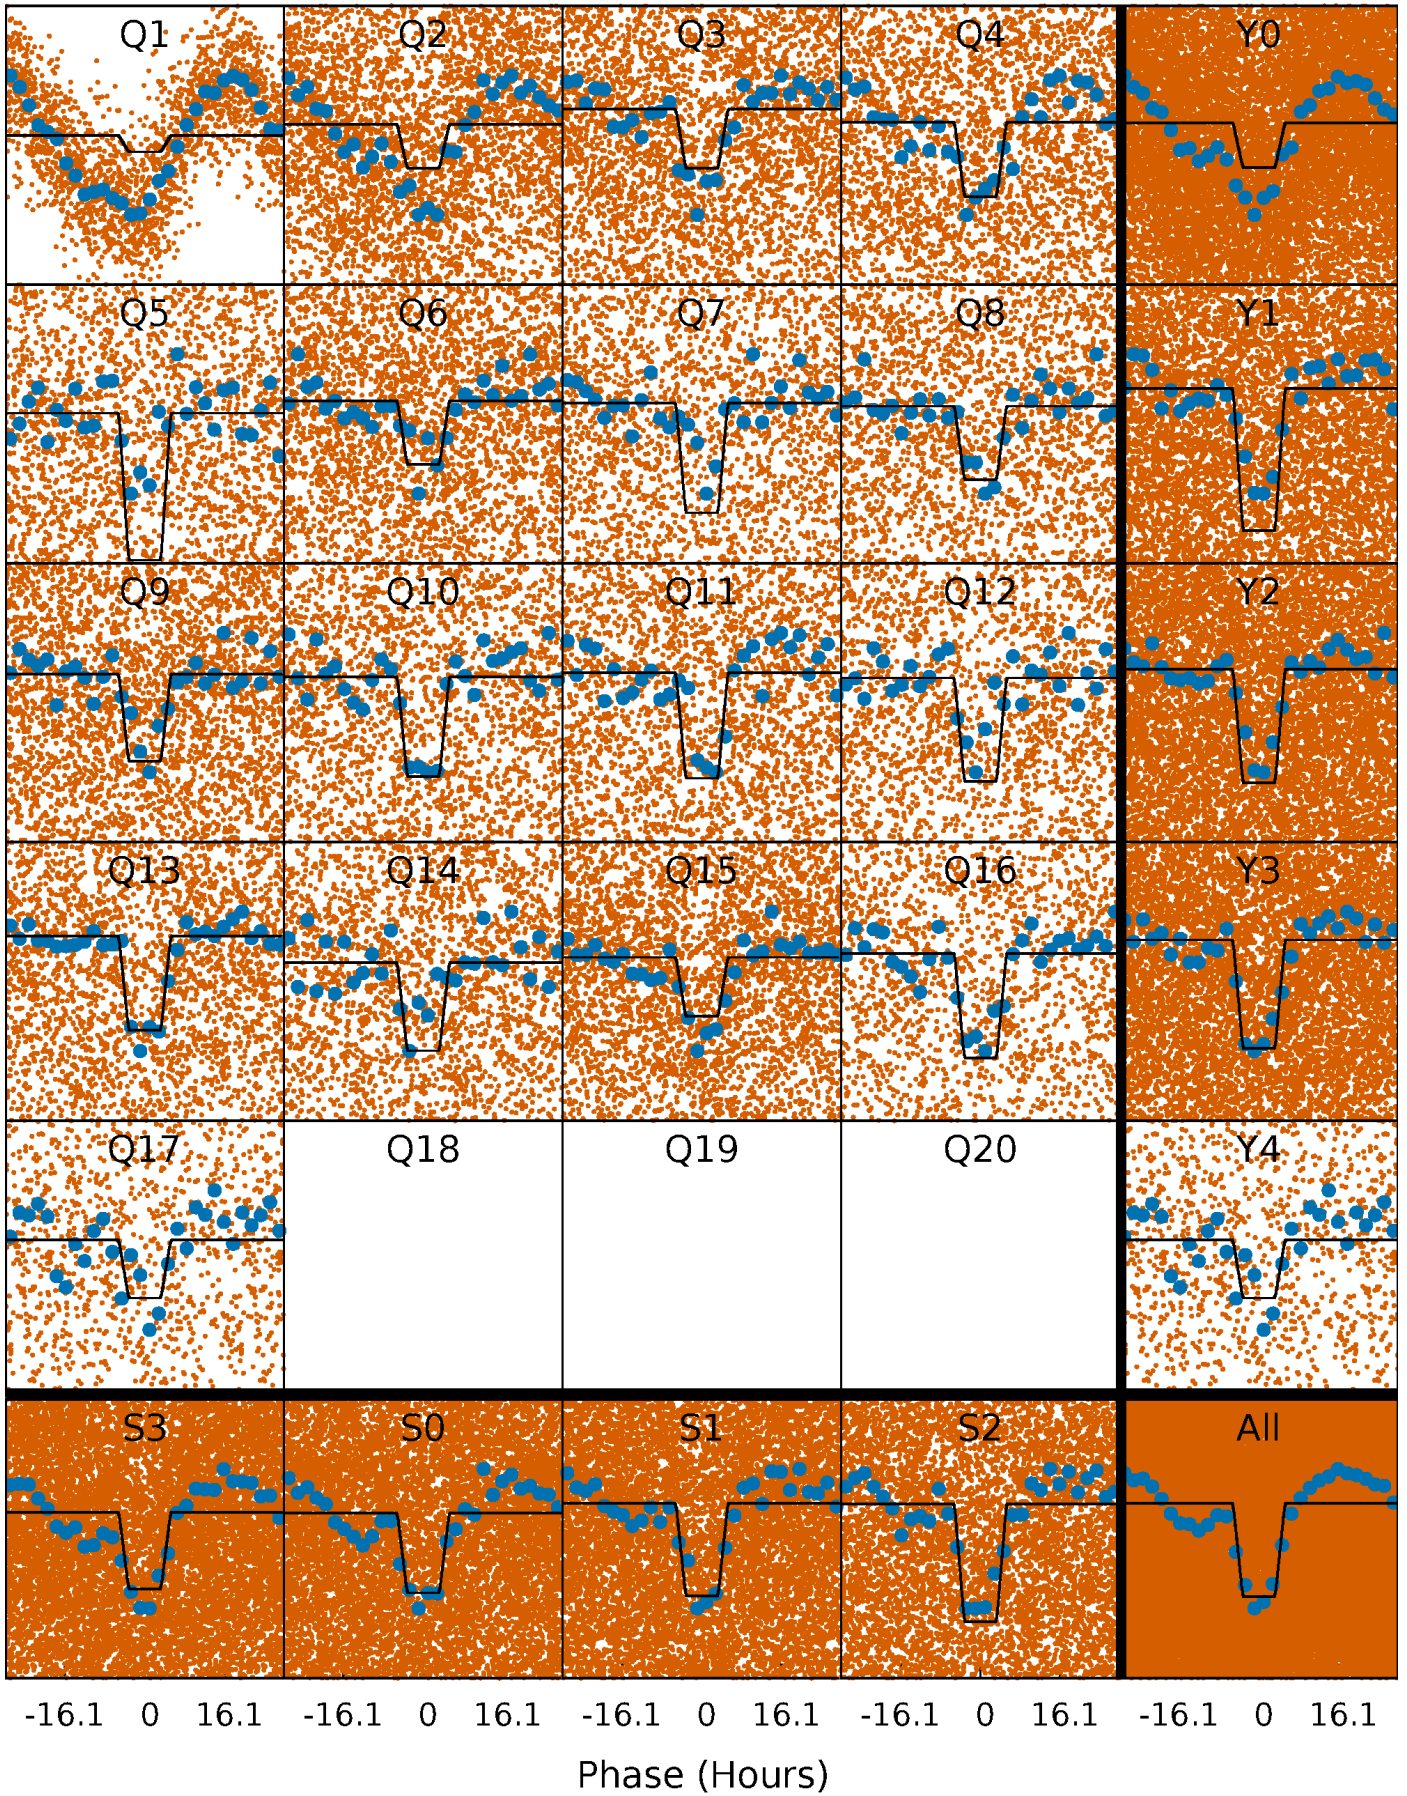 Q1 Q2 Q3 Q4 Y0
Q5 Q6 Q7 Q8 Y1
Q9 Q10 Q11 Q12 Y2
Q13 Q14 Q15 Q16 Y3
Q17 Q18 Q19 Q20 Y4
S3 S0 S1 S2 All
-16.1 0 16.1 -16.1 0 16.1 -16.1 0 16.1 -16.1 0 16.1 -16.1 0 16.1
Phase (Hours)